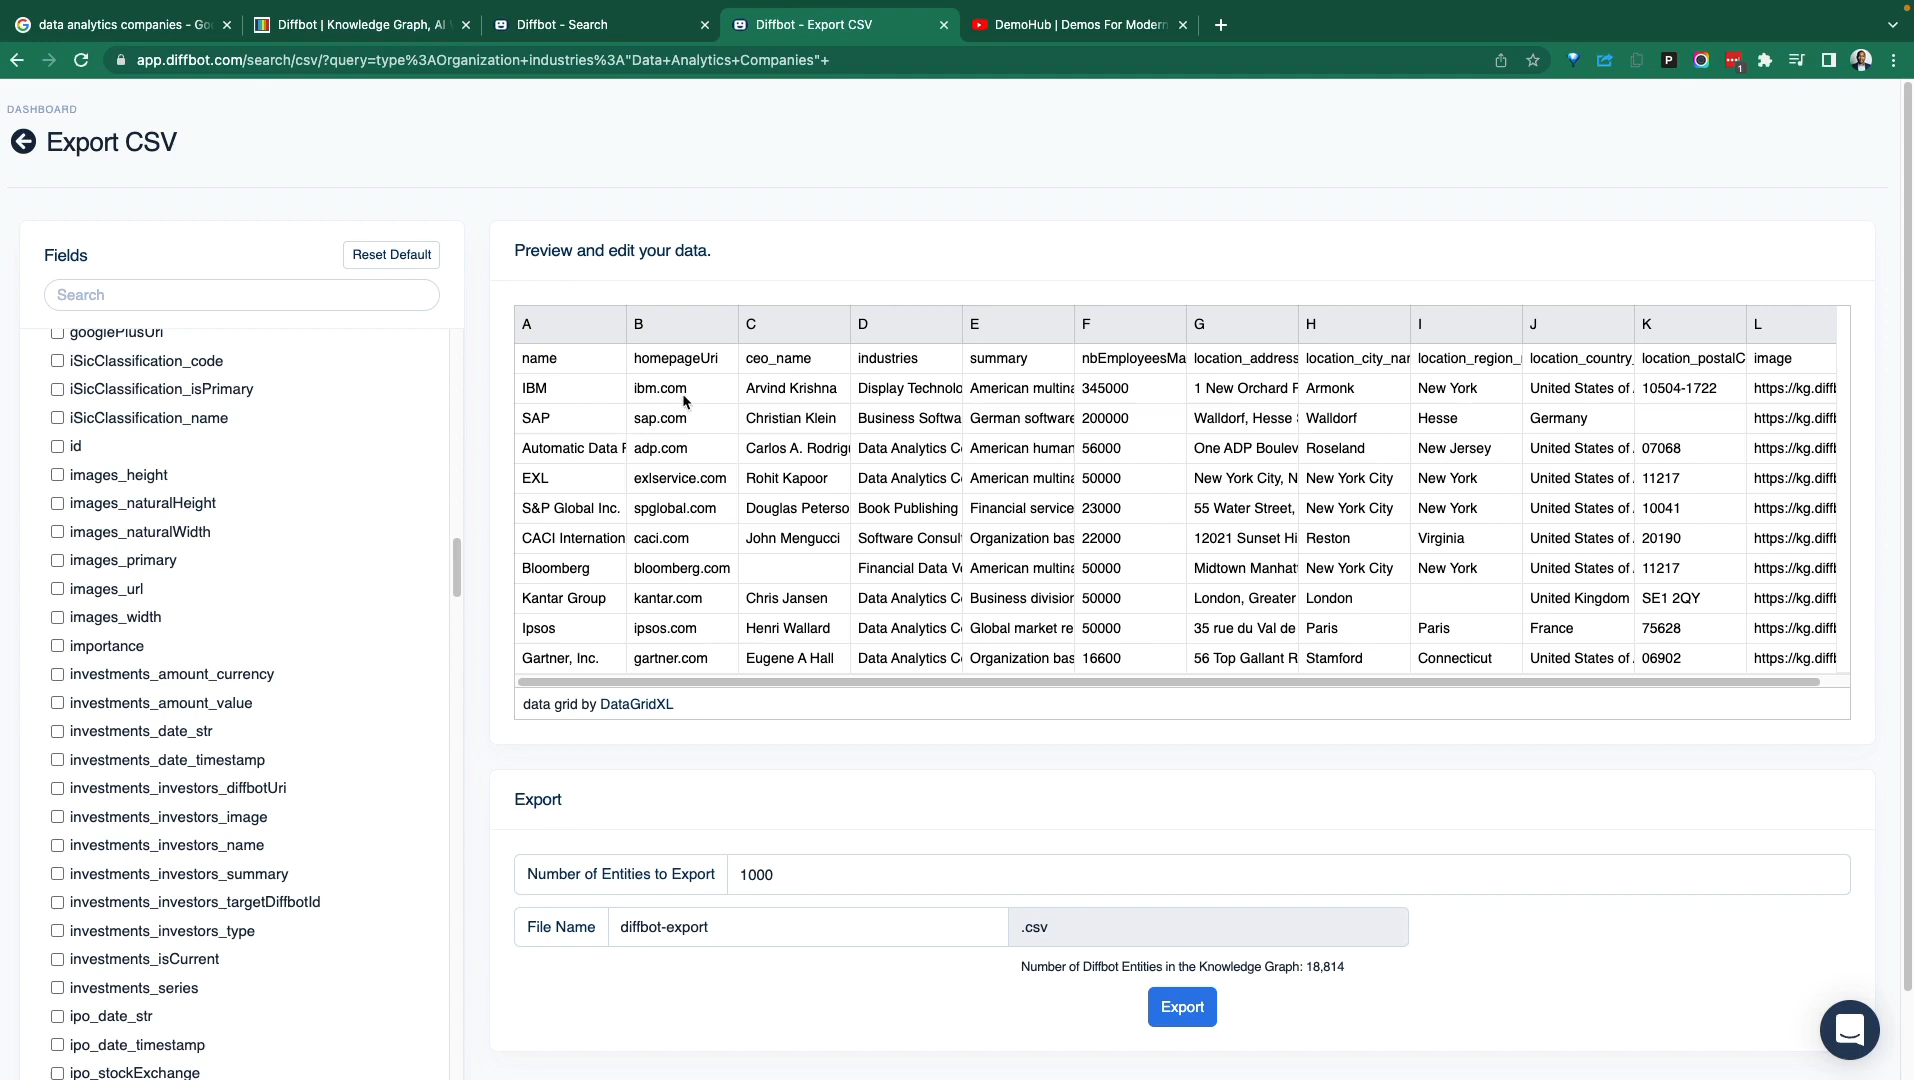 data analytics companies - Go
Diffbot | Knowledge Graph, AI
Diffbot - Search
Diffbot - Export CSV
DemoHub | Demos For Modern
app.diffbot.com/search/csv/?query=type%3AOrganization+industries%3A"Data+Analytics+Companies"+
P
1
DASHBOARD
Export CSV
Fields
Reset Default
Search
googlePlusUri
iSicClassification_code
iSicClassification_isPrimary
iSicClassification_name
id
images_height
images_naturalHeight
images_naturalWidth
images_primary
images_url
images_width
importance
investments_amount_currency
investments_amount_value
investments_date_str
investments_date_timestamp
investments_investors_diffbotUri
investments_investors_image
investments_investors_name
investments_investors_summary
investments_investors_targetDiffbotId
investments_investors_type
investments_isCurrent
investments_series
ipo_date_str
ipo_date_timestamp
ipo_stockExchange
Preview and edit your data.
A B C D E F G H I J K L
name homepageUri ceo_name industries summary nbEmployeesMa location_address location_city_nar location_region_ location_country_ location_postalC image
IBM ibm.com Arvind Krishna Display Technolo American multina 345000 1 New Orchard F Armonk New York United States of 10504-1722 https://kg.diffb
SAP sap.com Christian Klein Business Softwa German software 200000 Walldorf, Hesse Walldorf Hesse Germany https://kg.diffb
Automatic Data F adp.com Carlos A. Rodrigu Data Analytics C American human 56000 One ADP Boulev Roseland New Jersey United States of 07068 https://kg.diffb
EXL exlservice.com Rohit Kapoor Data Analytics C American multina 50000 New York City, N New York City New York United States of 11217 https://kg.diffb
S&P Global Inc. spglobal.com Douglas Peterso Book Publishing Financial service 23000 55 Water Street, New York City New York United States of 10041 https://kg.diffb
CACI Internation caci.com John Mengucci Software Consul Organization bas 22000 12021 Sunset Hi Reston Virginia United States of 20190 https://kg.diffb
Bloomberg bloomberg.com Financial Data V American multina 50000 Midtown Manhat New York City New York United States of 11217 https://kg.diffb
Kantar Group kantar.com Chris Jansen Data Analytics C Business division 50000 London, Greater London United Kingdom SE1 2QY https://kg.diffb
Ipsos ipsos.com Henri Wallard Data Analytics C Global market re 50000 35 rue du Val de Paris Paris France 75628 https://kg.diffb
Gartner, Inc. gartner.com Eugene A Hall Data Analytics C Organization bas 16600 56 Top Gallant R Stamford Connecticut United States of 06902 https://kg.diffb
data grid by DataGridXL
Export
Number of Entities to Export 1000
File Name diffbot-export .csv
Number of Diffbot Entities in the Knowledge Graph: 18,814
Export